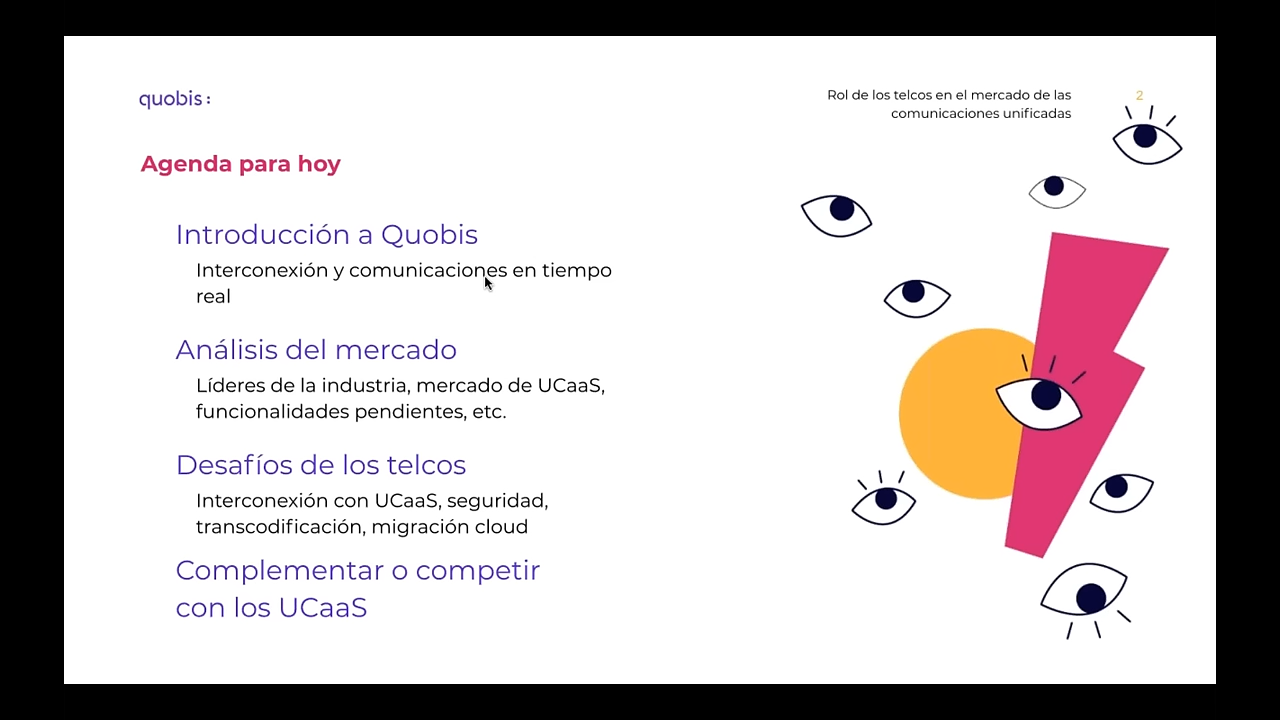 quobis:
Rol de los telcos en el mercado de las
comunicaciones unificadas
2
Agenda para hoy
Introducción a Quobis
Interconexión y comunicaciones en tiempo
real
Análisis del mercado
Líderes de la industria, mercado de UCaaS,
funcionalidades pendientes, etc.
Desafíos de los telcos
Interconexión con UCaaS, seguridad,
transcodificación, migración cloud
Complementar o competir
con los UCaaS